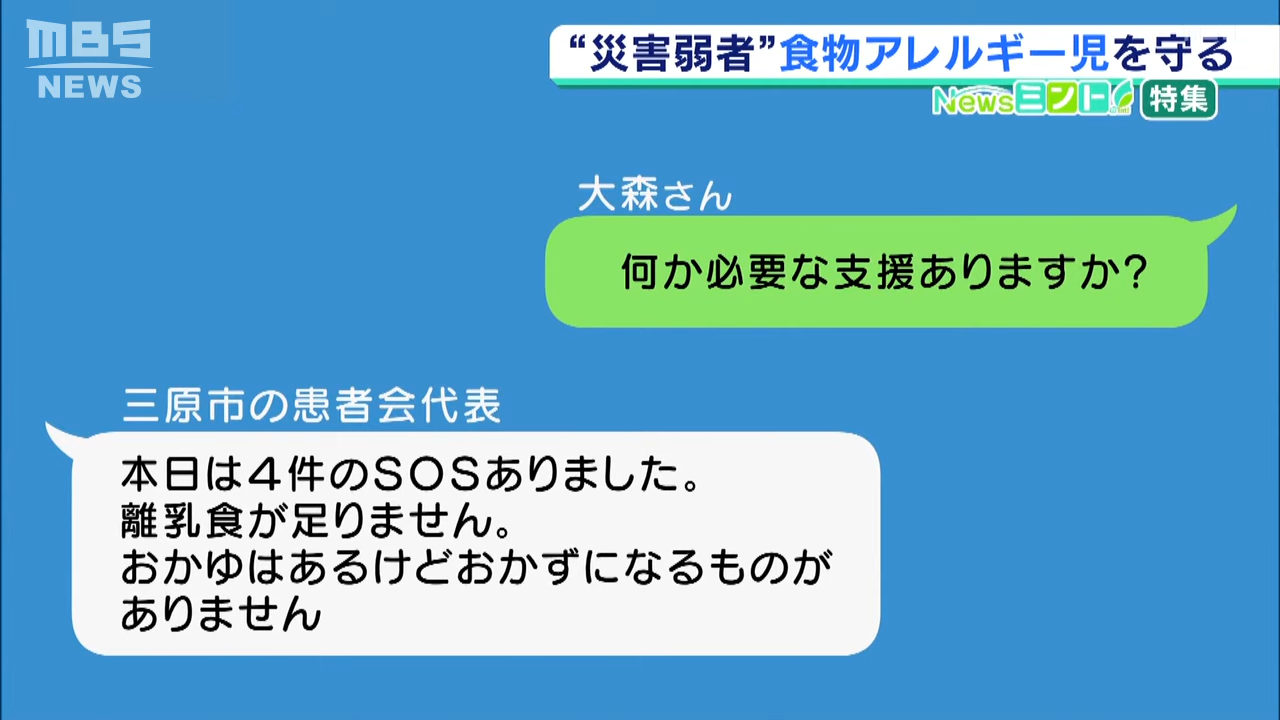 MBS
NEWS
“災害弱者”食物アレルギー児を守る
Newsミント!
特集
大森さん
何か必要な支援ありますか?
三原市の患者会代表
本日は4件のSOSありました。
離乳食が足りません。
おかゆはあるけどおかずになるものが
ありません